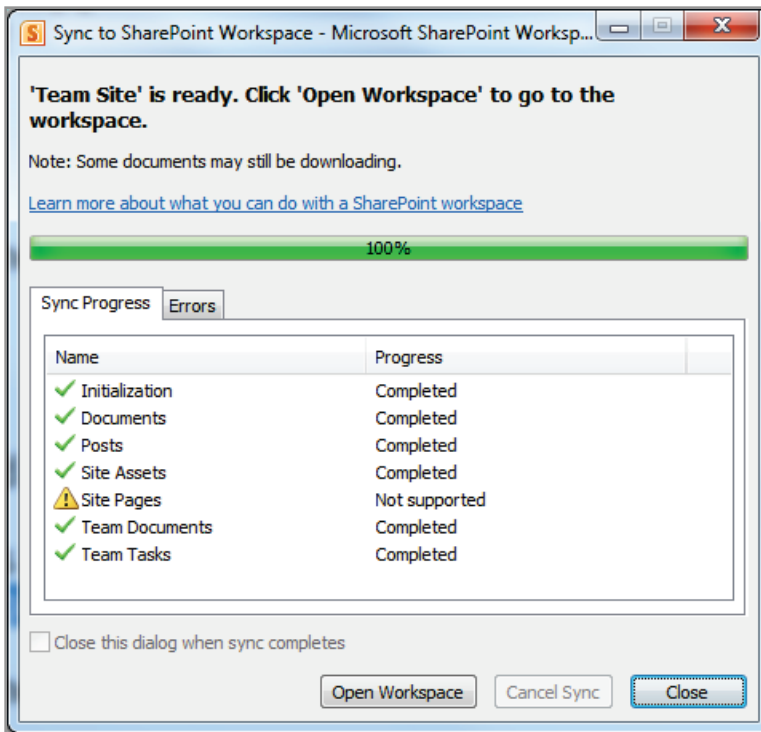 Sync to SharePoint Workspace - Microsoft SharePoint Worksp...
'Team Site' is ready. Click 'Open Workspace' to go to the
workspace.
Note: Some documents may still be downloading.
Learn more about what you can do with a SharePoint workspace
100%
Sync Progress Errors
Name Progress
Initialization Completed
Documents Completed
Posts Completed
Site Assets Completed
Site Pages Not supported
Team Documents Completed
Team Tasks Completed
Close this dialog when sync completes
Open Workspace Cancel Sync Close